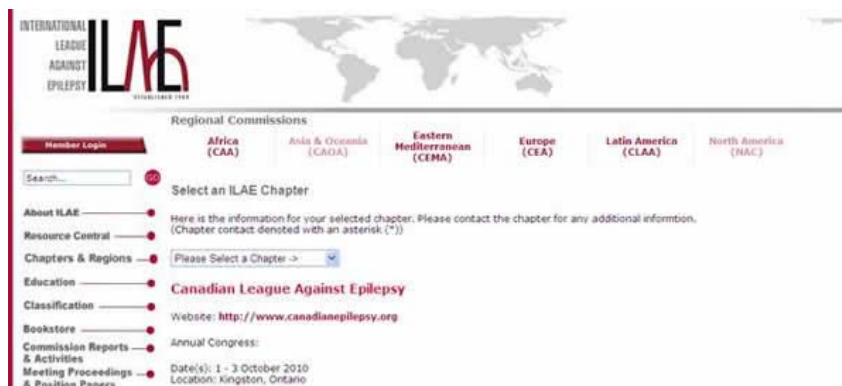 INTERNATIONAL
LEAGUE
AGAINST
EPILEPSY
ILAE
ESTABLISHED 1909
Regional Commissions
Member Login
Africa
(CAA)
Asia & Oceania
(CAOA)
Eastern
Mediterranean
(CEMA)
Europe
(CEA)
Latin America
(CLAA)
North America
(NAC)
Search...
GO
Select an ILAE Chapter
About ILAE
Here is the information for your selected chapter. Please contact the chapter for any additional informtion.
(Chapter contact denoted with an asterisk (*))
Resource Central
Chapters & Regions
Please Select a Chapter ->
Education
Canadian League Against Epilepsy
Classification
Website: http://www.canadianepilepsy.org
Bookstore
Annual Congress:
Commission Reports
& Activities
Date(s): 1 - 3 October 2010
Meeting Proceedings
Location: Kingston, Ontario
& Position Papers